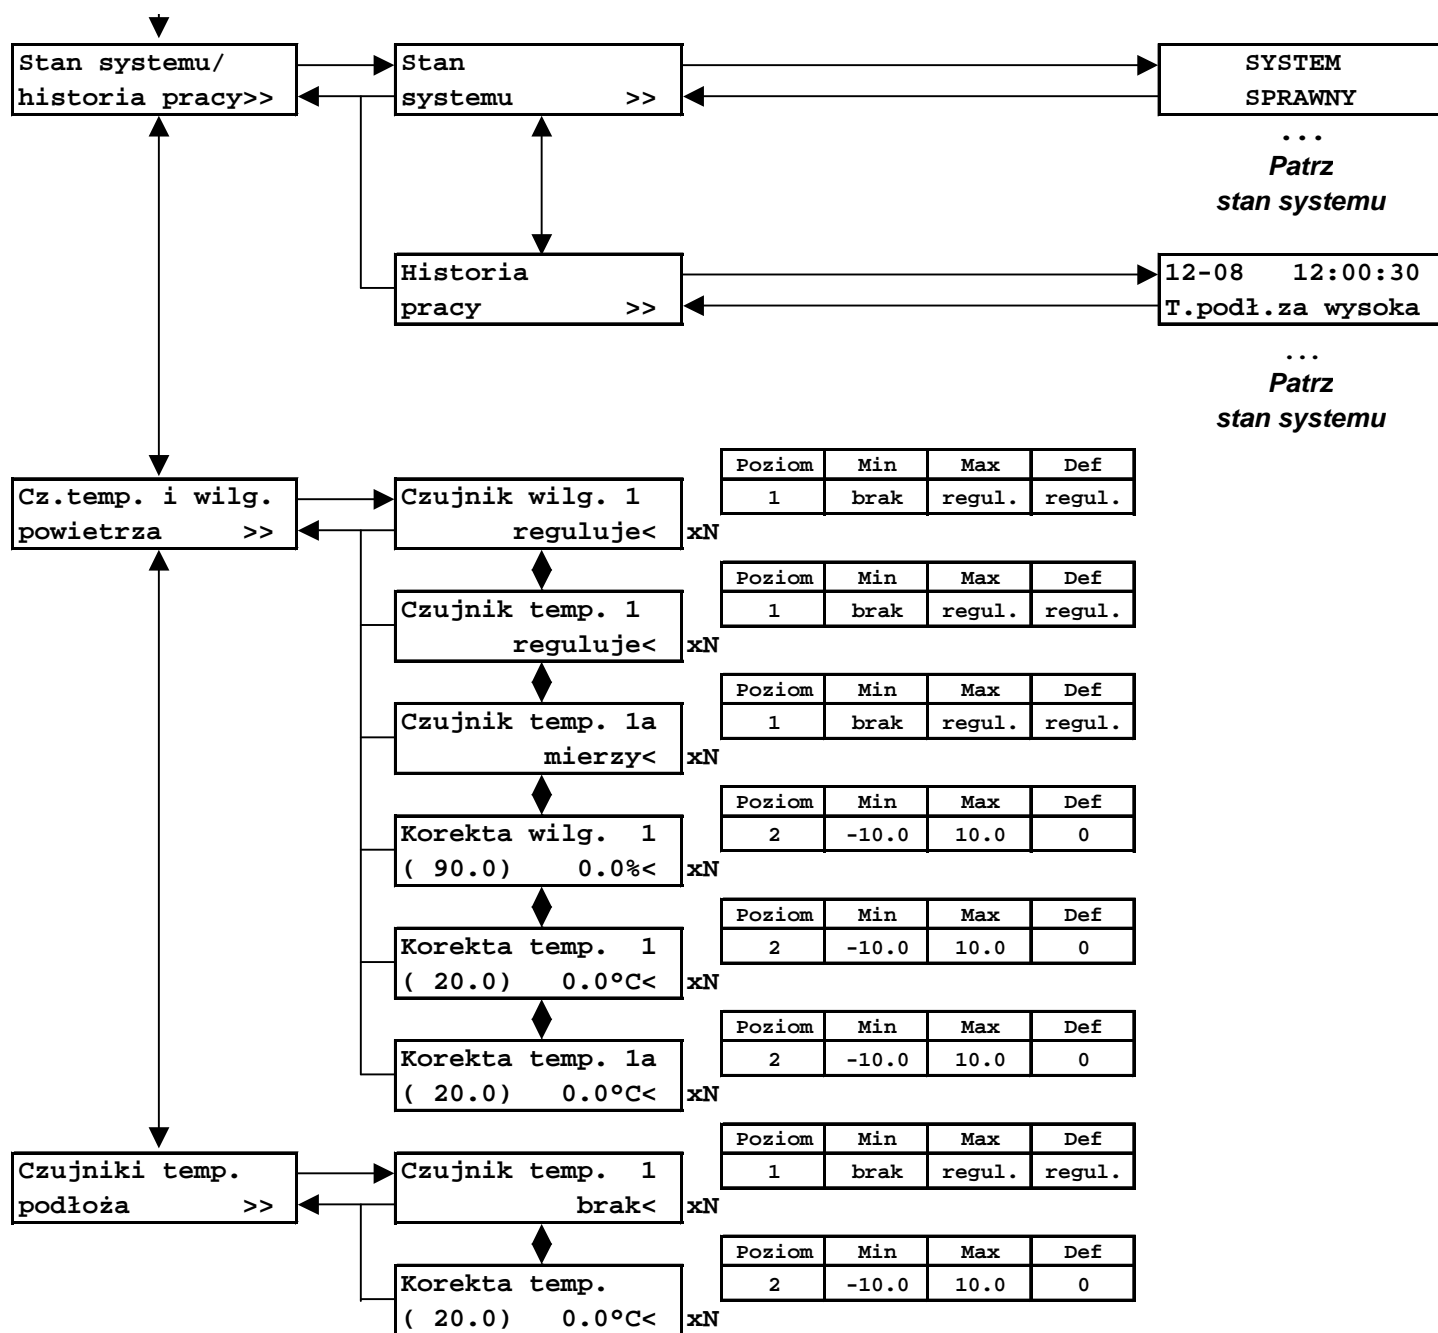 Stan systemu/
historia pracy>>
Stan
systemu >>
SYSTEM
SPRAWNY
...
Patrz
stan systemu
Historia
pracy >>
12-08 12:00:30
T.podł.za wysoka
...
Patrz
stan systemu
Cz.temp. i wilg.
powietrza >>
Czujnik wilg. 1
reguluje< xN
Poziom Min Max Def
1 brak regul. regul.
Czujnik temp. 1
reguluje< xN
Poziom Min Max Def
1 brak regul. regul.
Czujnik temp. 1a
mierzy< xN
Poziom Min Max Def
1 brak regul. regul.
Korekta wilg. 1
( 90.0) 0.0%< xN
Poziom Min Max Def
2 -10.0 10.0 0
Korekta temp. 1
( 20.0) 0.0ºC< xN
Poziom Min Max Def
2 -10.0 10.0 0
Korekta temp. 1a
( 20.0) 0.0ºC< xN
Poziom Min Max Def
2 -10.0 10.0 0
Czujniki temp.
podłoża >>
Czujnik temp. 1
brak< xN
Poziom Min Max Def
1 brak regul. regul.
Korekta temp.
( 20.0) 0.0ºC< xN
Poziom Min Max Def
2 -10.0 10.0 0